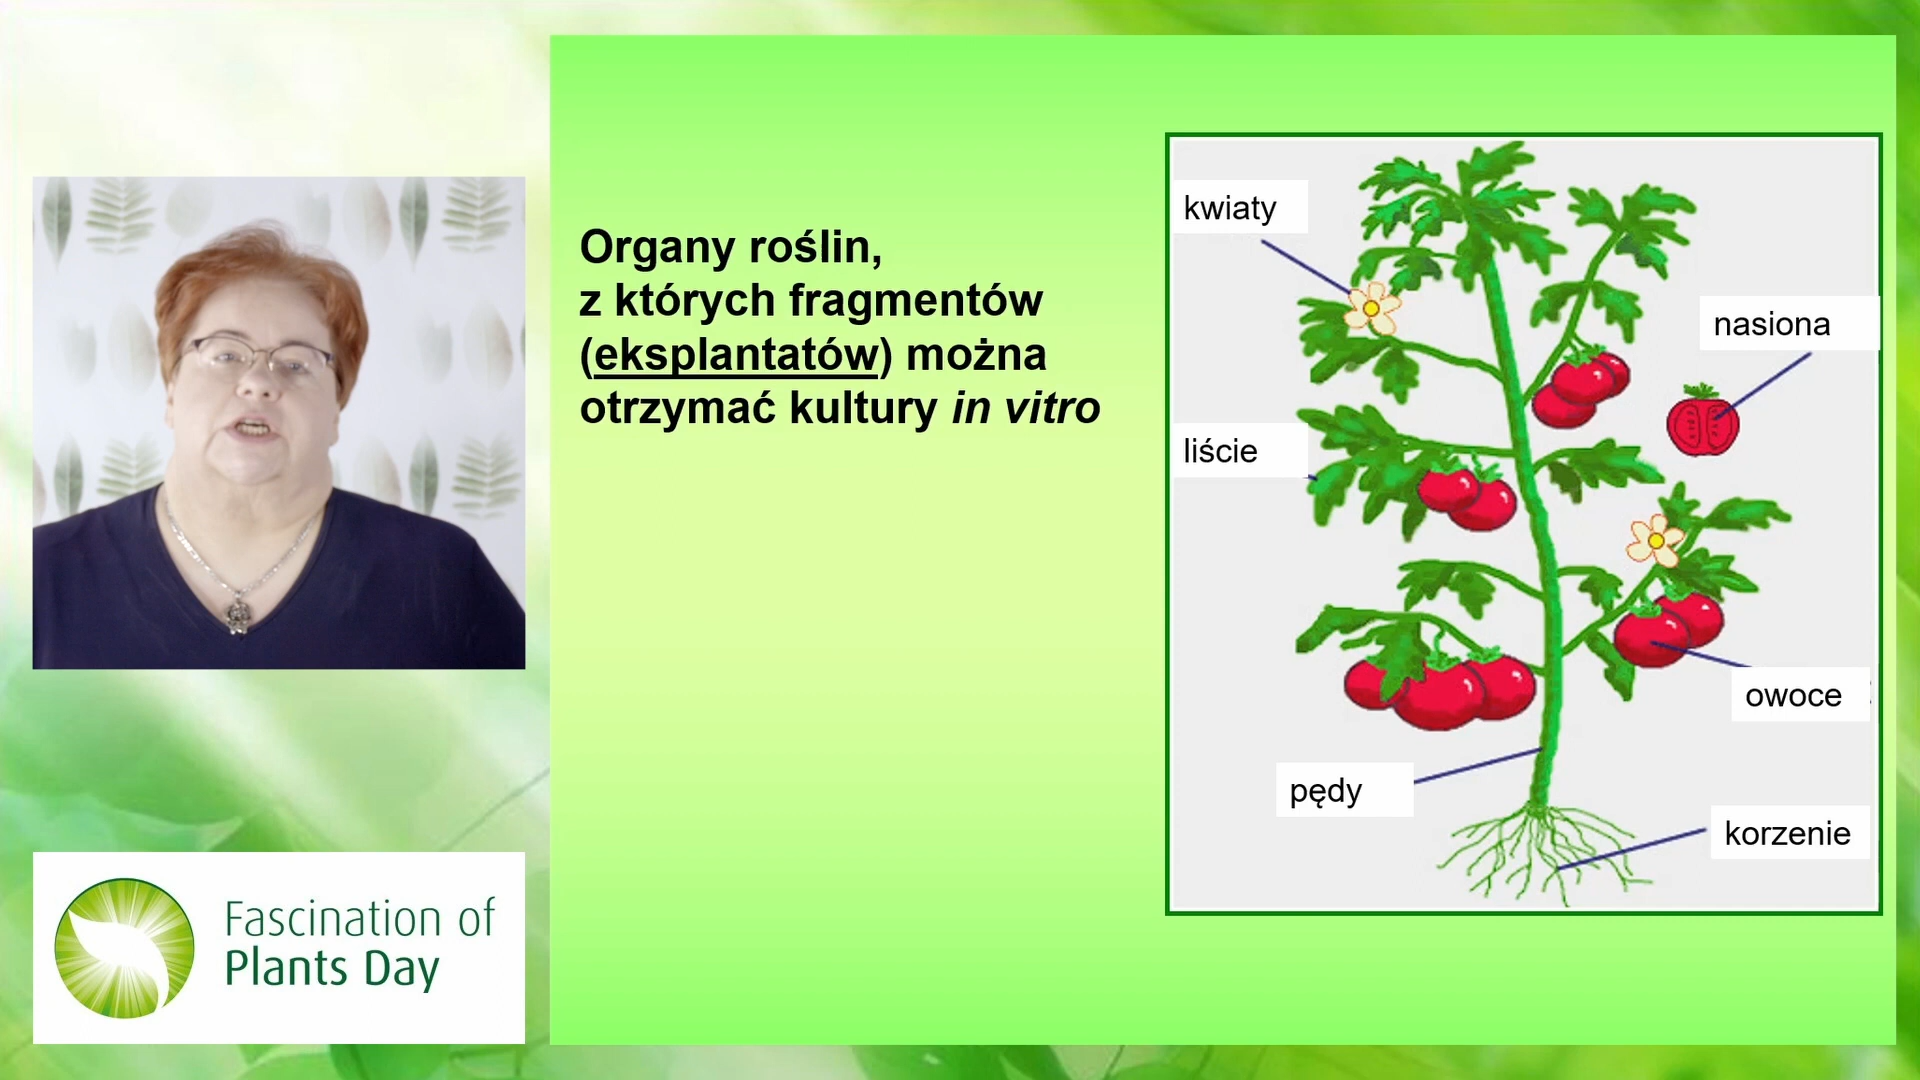 Organy roślin,
z których fragmentów
(eksplantatów) można
otrzymać kultury in vitro
kwiaty
nasiona
liście
owoce
pędy
korzenie
Fascination of
Plants Day